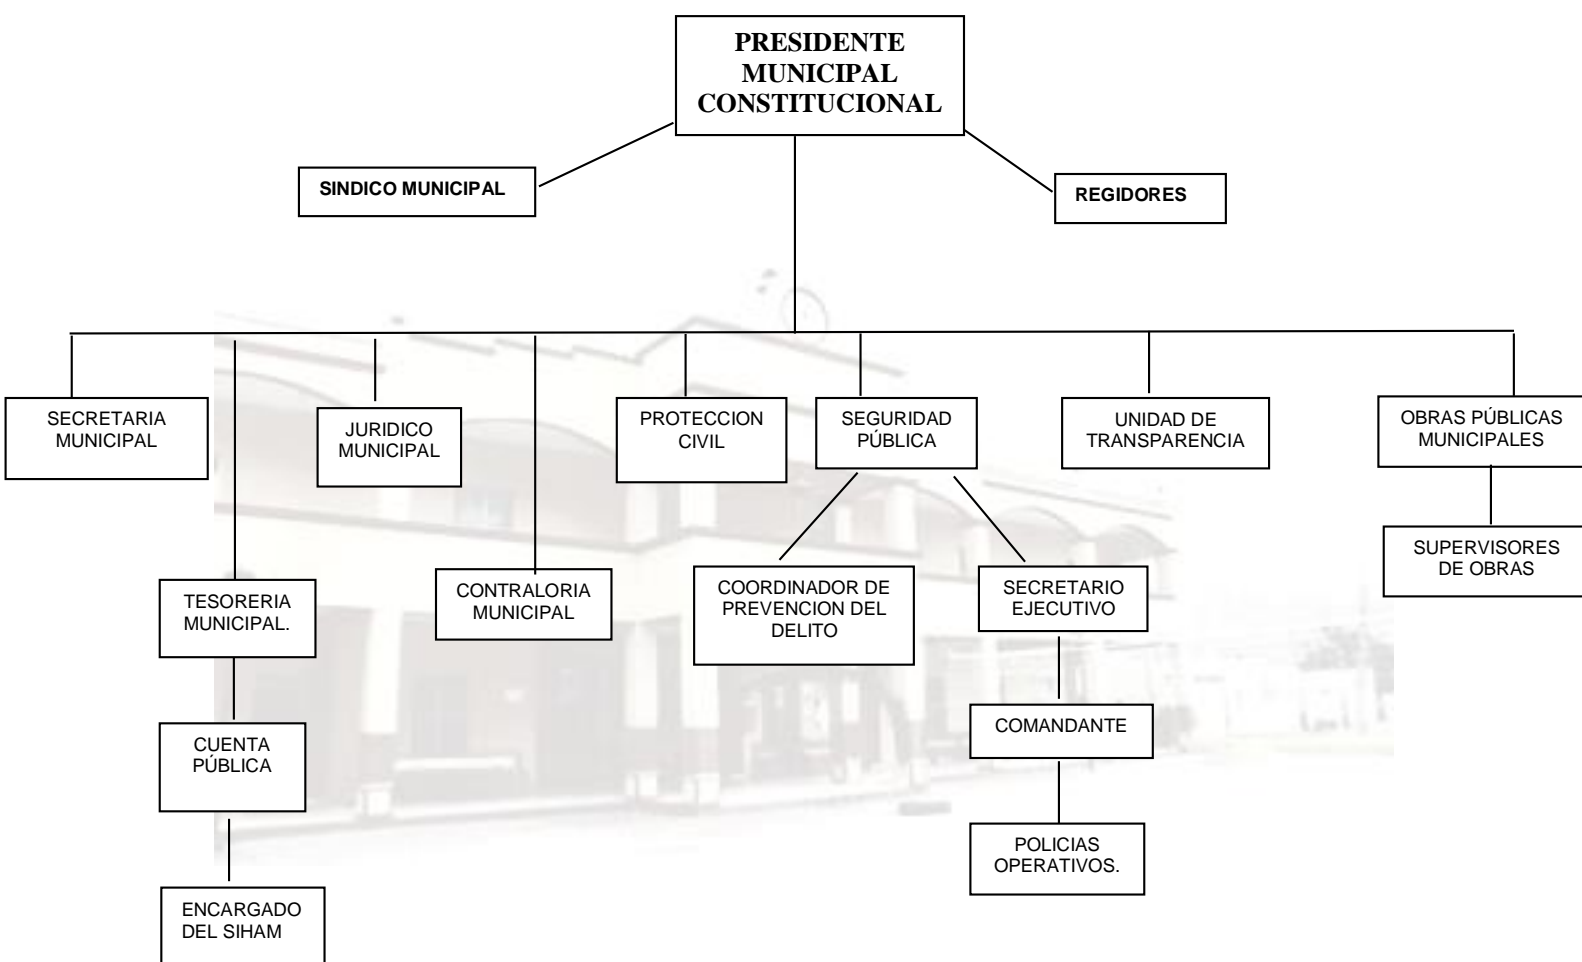 PRESIDENTE
MUNICIPAL
CONSTITUCIONAL
SINDICO MUNICIPAL
REGIDORES
SECRETARIA
MUNICIPAL
JURIDICO
MUNICIPAL
PROTECCION
CIVIL
SEGURIDAD
PÚBLICA
UNIDAD DE
TRANSPARENCIA
OBRAS PÚBLICAS
MUNICIPALES
TESORERIA
MUNICIPAL.
CONTRALORIA
MUNICIPAL
COORDINADOR DE
PREVENCION DEL
DELITO
SECRETARIO
EJECUTIVO
SUPERVISORES
DE OBRAS
CUENTA
PÚBLICA
COMANDANTE
POLICIAS
OPERATIVOS.
ENCARGADO
DEL SIHAM